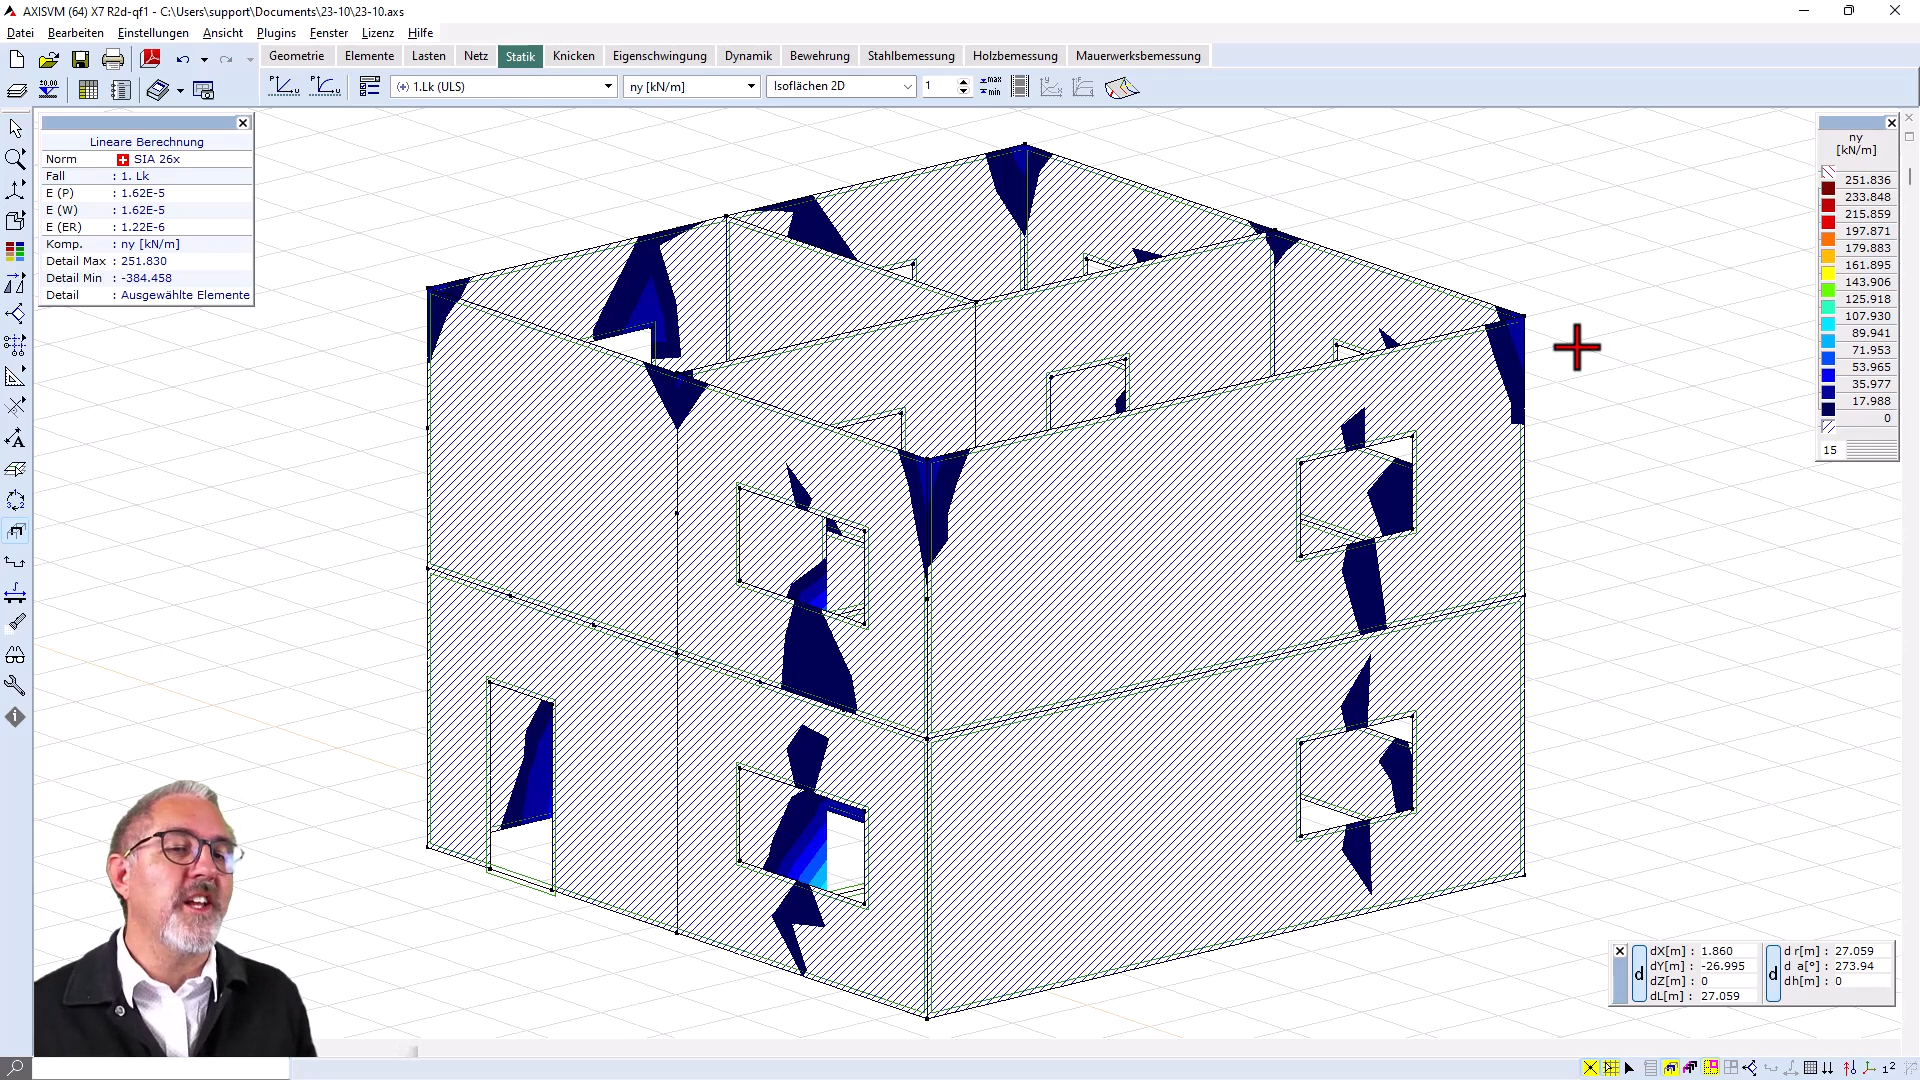 AXISVM (64) X7 R2d-qf1 - C:\Users\support\Documents\23-10\23-10.axs
Datei Bearbeiten Einstellungen Ansicht Plugins Fenster Lizenz Hilfe
Geometrie Elemente Lasten Netz Statik Knicken Eigenschwingung Dynamik Bewehrung Stahlbemessung Holzbemessung Mauerwerksbemessung
1.Lk (ULS) ny [kN/m] Isoflächen 2D 1 max min
Lineare Berechnung
Norm SIA 26x
Fall : 1. Lk
E (P) : 1.62E-5
E (W) : 1.62E-5
E (ER) : 1.22E-6
Komp. : ny [kN/m]
Detail Max : 251.830
Detail Min : -384.458
Detail : Ausgewählte Elemente
ny
[kN/m]
251.836
233.848
215.859
197.871
179.883
161.895
143.906
125.918
107.930
89.941
71.953
53.965
35.977
17.988
0
15
d
dX[m] : 1.860
dY[m] : -26.995
dZ[m] : 0
dL[m] : 27.059
d
d r[m] : 27.059
d a[°] : 273.94
dh[m] : 0